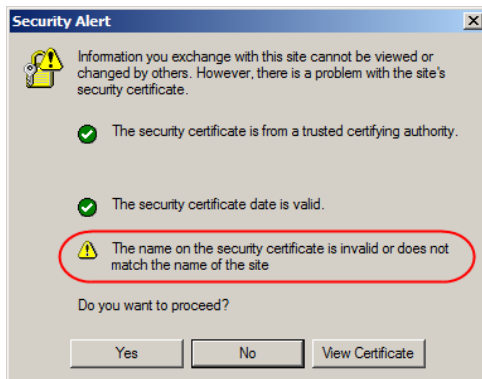 Security Alert
Information you exchange with this site cannot be viewed or
changed by others. However, there is a problem with the site's
security certificate.
The security certificate is from a trusted certifying authority.
The security certificate date is valid.
The name on the security certificate is invalid or does not
match the name of the site
Do you want to proceed?
Yes No View Certificate